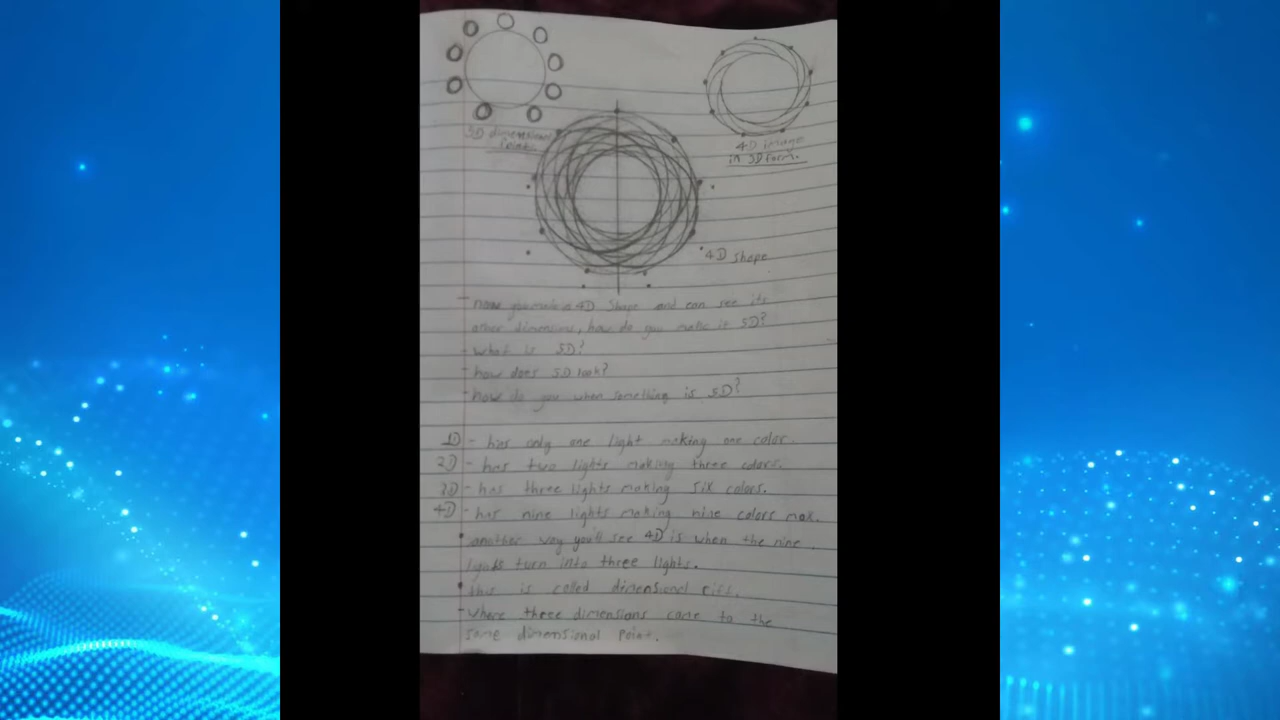 3D dimensional
Points
4D image
in 3D form.
4D shape
- now you made a 4D shape and can see its
other dimensions, how do you make it 5D?
- what is 5D?
- how does 5D look?
- how do you when something is 5D?
1D - has only one light making one color.
2D - has two lights making three colors.
3D - has three lights making six colors.
4D - has nine lights making nine colors max.
• another way you'll see 4D is when the nine
lights turn into three lights.
• this is called dimensional
- where three dimensions come to the
same dimensional point.